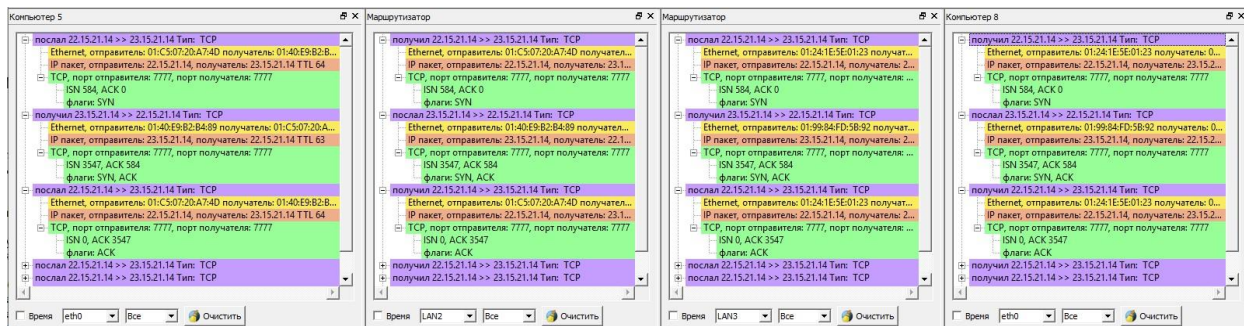 Компьютер 5
послал 22.15.21.14 >> 23.15.21.14 Тип: TCP
Ethernet, отправитель: 01:C5:07:20:A7:4D получатель: 01:40:E9:B2:B...
IP пакет, отправитель: 22.15.21.14, получатель: 23.15.21.14 TTL 64
TCP, порт отправителя: 7777, порт получателя: 7777
ISN 584, ACK 0
флаги: SYN
получил 23.15.21.14 >> 22.15.21.14 Тип: TCP
Ethernet, отправитель: 01:40:E9:B2:B4:89 получатель: 01:C5:07:20:A...
IP пакет, отправитель: 23.15.21.14, получатель: 22.15.21.14 TTL 63
TCP, порт отправителя: 7777, порт получателя: 7777
ISN 3547, ACK 584
флаги: SYN, ACK
послал 22.15.21.14 >> 23.15.21.14 Тип: TCP
Ethernet, отправитель: 01:C5:07:20:A7:4D получатель: 01:40:E9:B2:B...
IP пакет, отправитель: 22.15.21.14, получатель: 23.15.21.14 TTL 64
TCP, порт отправителя: 7777, порт получателя: 7777
ISN 0, ACK 3547
флаги: ACK
послал 22.15.21.14 >> 23.15.21.14 Тип: TCP
послал 22.15.21.14 >> 23.15.21.14 Тип: TCP
Время eth0 Все Очистить
Маршрутизатор
получил 22.15.21.14 >> 23.15.21.14 Тип: TCP
Ethernet, отправитель: 01:C5:07:20:A7:4D получател...
IP пакет, отправитель: 22.15.21.14, получатель: 23.1...
TCP, порт отправителя: 7777, порт получателя: 7777
ISN 584, ACK 0
флаги: SYN
послал 23.15.21.14 >> 22.15.21.14 Тип: TCP
Ethernet, отправитель: 01:40:E9:B2:B4:89 получател...
IP пакет, отправитель: 23.15.21.14, получатель: 22.1...
TCP, порт отправителя: 7777, порт получателя: 7777
ISN 3547, ACK 584
флаги: SYN, ACK
получил 22.15.21.14 >> 23.15.21.14 Тип: TCP
Ethernet, отправитель: 01:C5:07:20:A7:4D получател...
IP пакет, отправитель: 22.15.21.14, получатель: 23.1...
TCP, порт отправителя: 7777, порт получателя: 7777
ISN 0, ACK 3547
флаги: ACK
получил 22.15.21.14 >> 23.15.21.14 Тип: TCP
получил 22.15.21.14 >> 23.15.21.14 Тип: TCP
Время LAN2 Все Очистить
Маршрутизатор
послал 22.15.21.14 >> 23.15.21.14 Тип: TCP
Ethernet, отправитель: 01:24:1E:5E:01:23 получат...
IP пакет, отправитель: 22.15.21.14, получатель: 2...
TCP, порт отправителя: 7777, порт получателя: ...
ISN 584, ACK 0
флаги: SYN
получил 23.15.21.14 >> 22.15.21.14 Тип: TCP
Ethernet, отправитель: 01:99:84:FD:5B:92 получат...
IP пакет, отправитель: 23.15.21.14, получатель: 2...
TCP, порт отправителя: 7777, порт получателя: ...
ISN 3547, ACK 584
флаги: SYN, ACK
послал 22.15.21.14 >> 23.15.21.14 Тип: TCP
Ethernet, отправитель: 01:24:1E:5E:01:23 получат...
IP пакет, отправитель: 22.15.21.14, получатель: 2...
TCP, порт отправителя: 7777, порт получателя: ...
ISN 0, ACK 3547
флаги: ACK
послал 22.15.21.14 >> 23.15.21.14 Тип: TCP
послал 22.15.21.14 >> 23.15.21.14 Тип: TCP
Время LAN3 Все Очистить
Компьютер 8
получил 22.15.21.14 >> 23.15.21.14 Тип: TCP
Ethernet, отправитель: 01:24:1E:5E:01:23 получатель: 0...
IP пакет, отправитель: 22.15.21.14, получатель: 23.15.2...
TCP, порт отправителя: 7777, порт получателя: 7777
ISN 584, ACK 0
флаги: SYN
послал 23.15.21.14 >> 22.15.21.14 Тип: TCP
Ethernet, отправитель: 01:99:84:FD:5B:92 получатель: 0...
IP пакет, отправитель: 23.15.21.14, получатель: 22.15.2...
TCP, порт отправителя: 7777, порт получателя: 7777
ISN 3547, ACK 584
флаги: SYN, ACK
получил 22.15.21.14 >> 23.15.21.14 Тип: TCP
Ethernet, отправитель: 01:24:1E:5E:01:23 получатель: 0...
IP пакет, отправитель: 22.15.21.14, получатель: 23.15.2...
TCP, порт отправителя: 7777, порт получателя: 7777
ISN 0, ACK 3547
флаги: ACK
получил 22.15.21.14 >> 23.15.21.14 Тип: TCP
получил 22.15.21.14 >> 23.15.21.14 Тип: TCP
Время eth0 Все Очистить